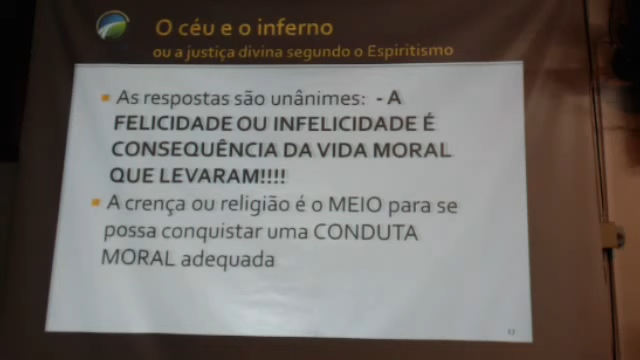 O céu e o inferno
ou a justiça divina segundo o Espiritismo
As respostas são unânimes: - A
FELICIDADE OU INFELICIDADE É
CONSEQUÊNCIA DA VIDA MORAL
QUE LEVARAM!!!!
A crença ou religião é o MEIO para se
possa conquistar uma CONDUTA
MORAL adequada